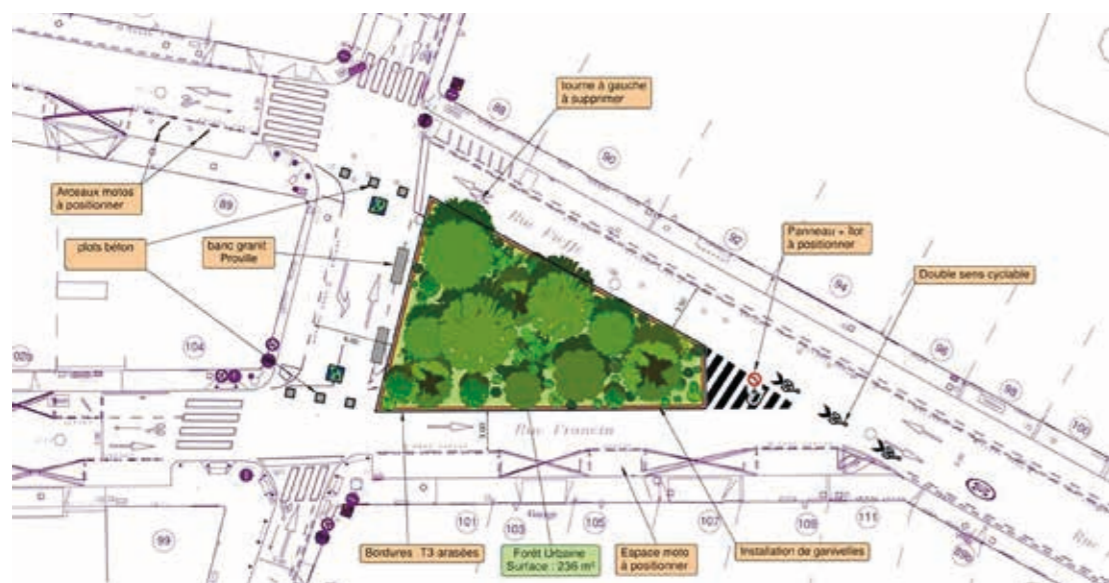 tourne à gauche
à supprimer
88
90
Arceaux motos
à positionner
89
plots béton
banc granit
Proville
92
Panneau + îlot
à positionner
94
Double sens cyclable
96
98
100
104
Rue Francin
101
103
105
107
109
111
99
Garage
Bordures T3 arasées
Forêt Urbaine
Surface : 236 m²
Espace moto
à positionner
Installation de ganivelles